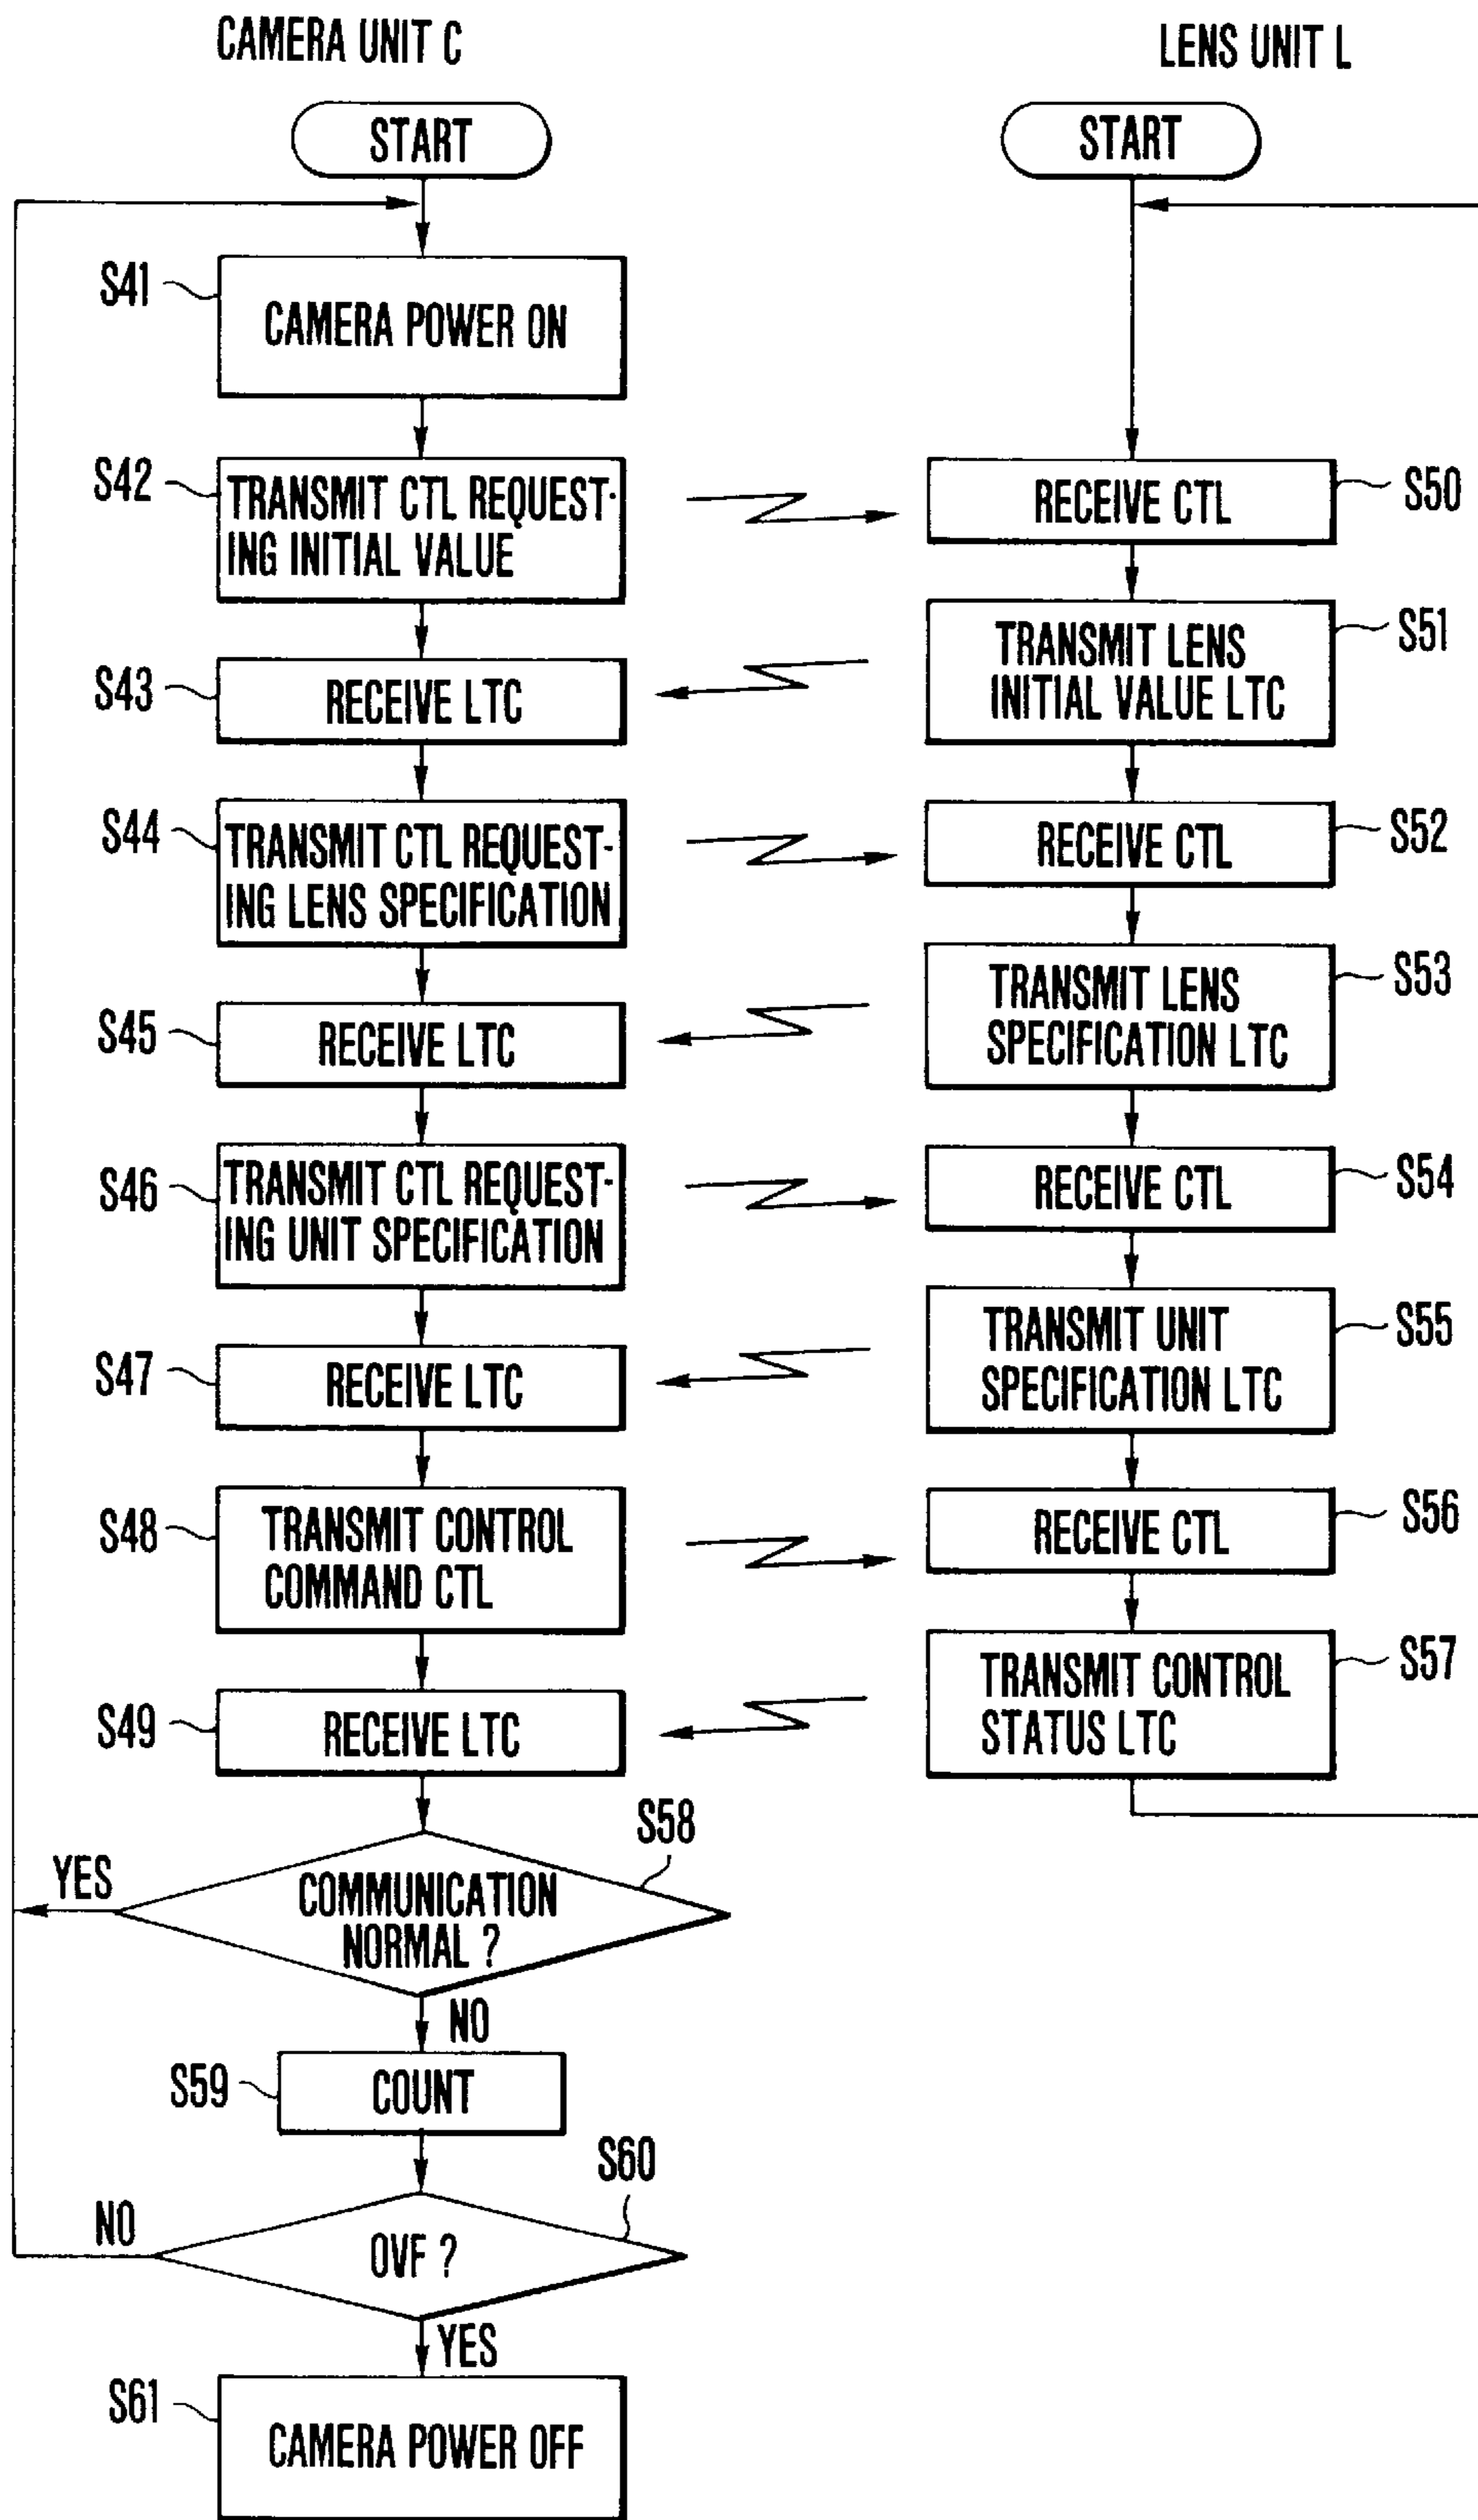 CAMERA UNIT C
LENS UNIT L
START
START
S41
CAMERA POWER ON
S42
TRANSMIT CTL REQUEST-
ING INITIAL VALUE
RECEIVE CTL
S50
S43
RECEIVE LTC
TRANSMIT LENS
INITIAL VALUE LTC
S51
S44
TRANSMIT CTL REQUEST-
ING LENS SPECIFICATION
RECEIVE CTL
S52
S45
RECEIVE LTC
TRANSMIT LENS
SPECIFICATION LTC
S53
S46
TRANSMIT CTL REQUEST-
ING UNIT SPECIFICATION
RECEIVE CTL
S54
S47
RECEIVE LTC
TRANSMIT UNIT
SPECIFICATION LTC
S55
S48
TRANSMIT CONTROL
COMMAND CTL
RECEIVE CTL
S56
S49
RECEIVE LTC
TRANSMIT CONTROL
STATUS LTC
S57
S58
YES
COMMUNICATION
NORMAL ?
NO
S59
COUNT
S60
NO
OVF ?
YES
S61
CAMERA POWER OFF